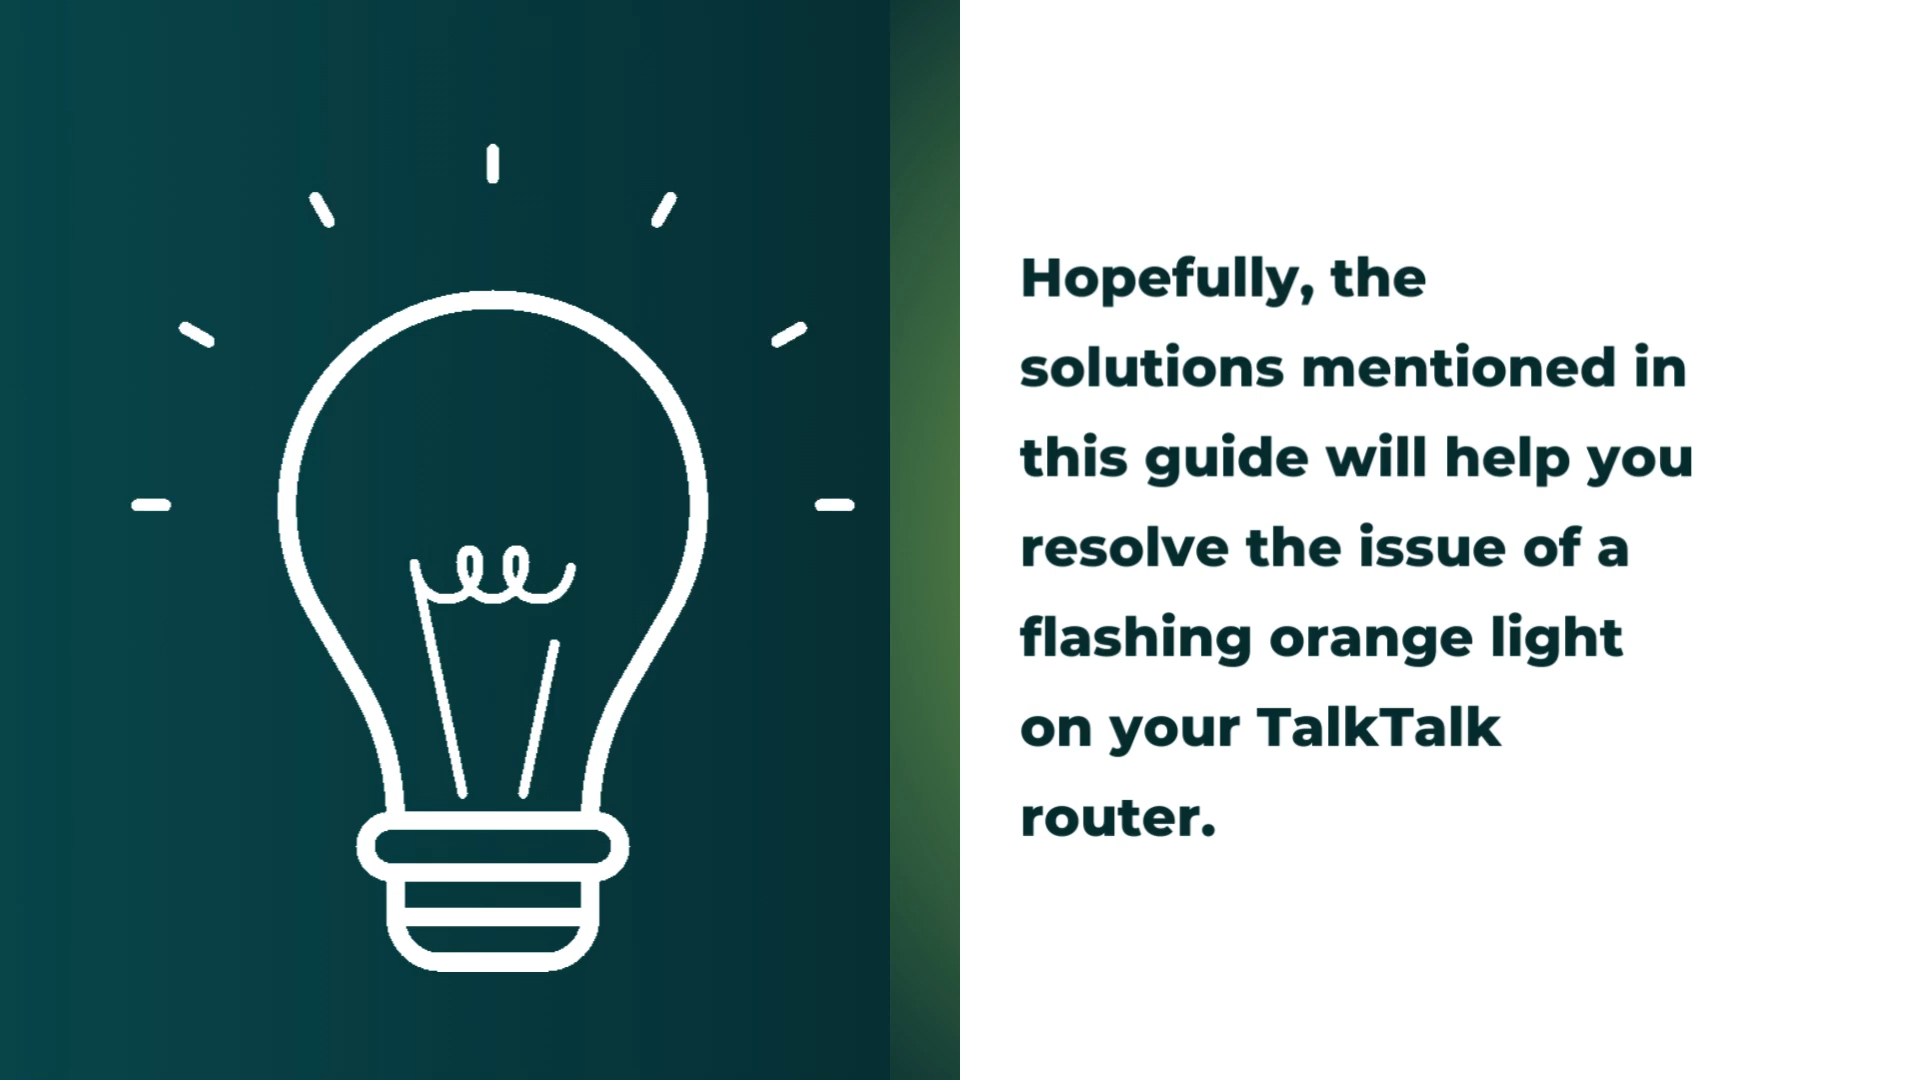 Hopefully, the
solutions mentioned in
this guide will help you
resolve the issue of a
flashing orange light
on your TalkTalk
router.